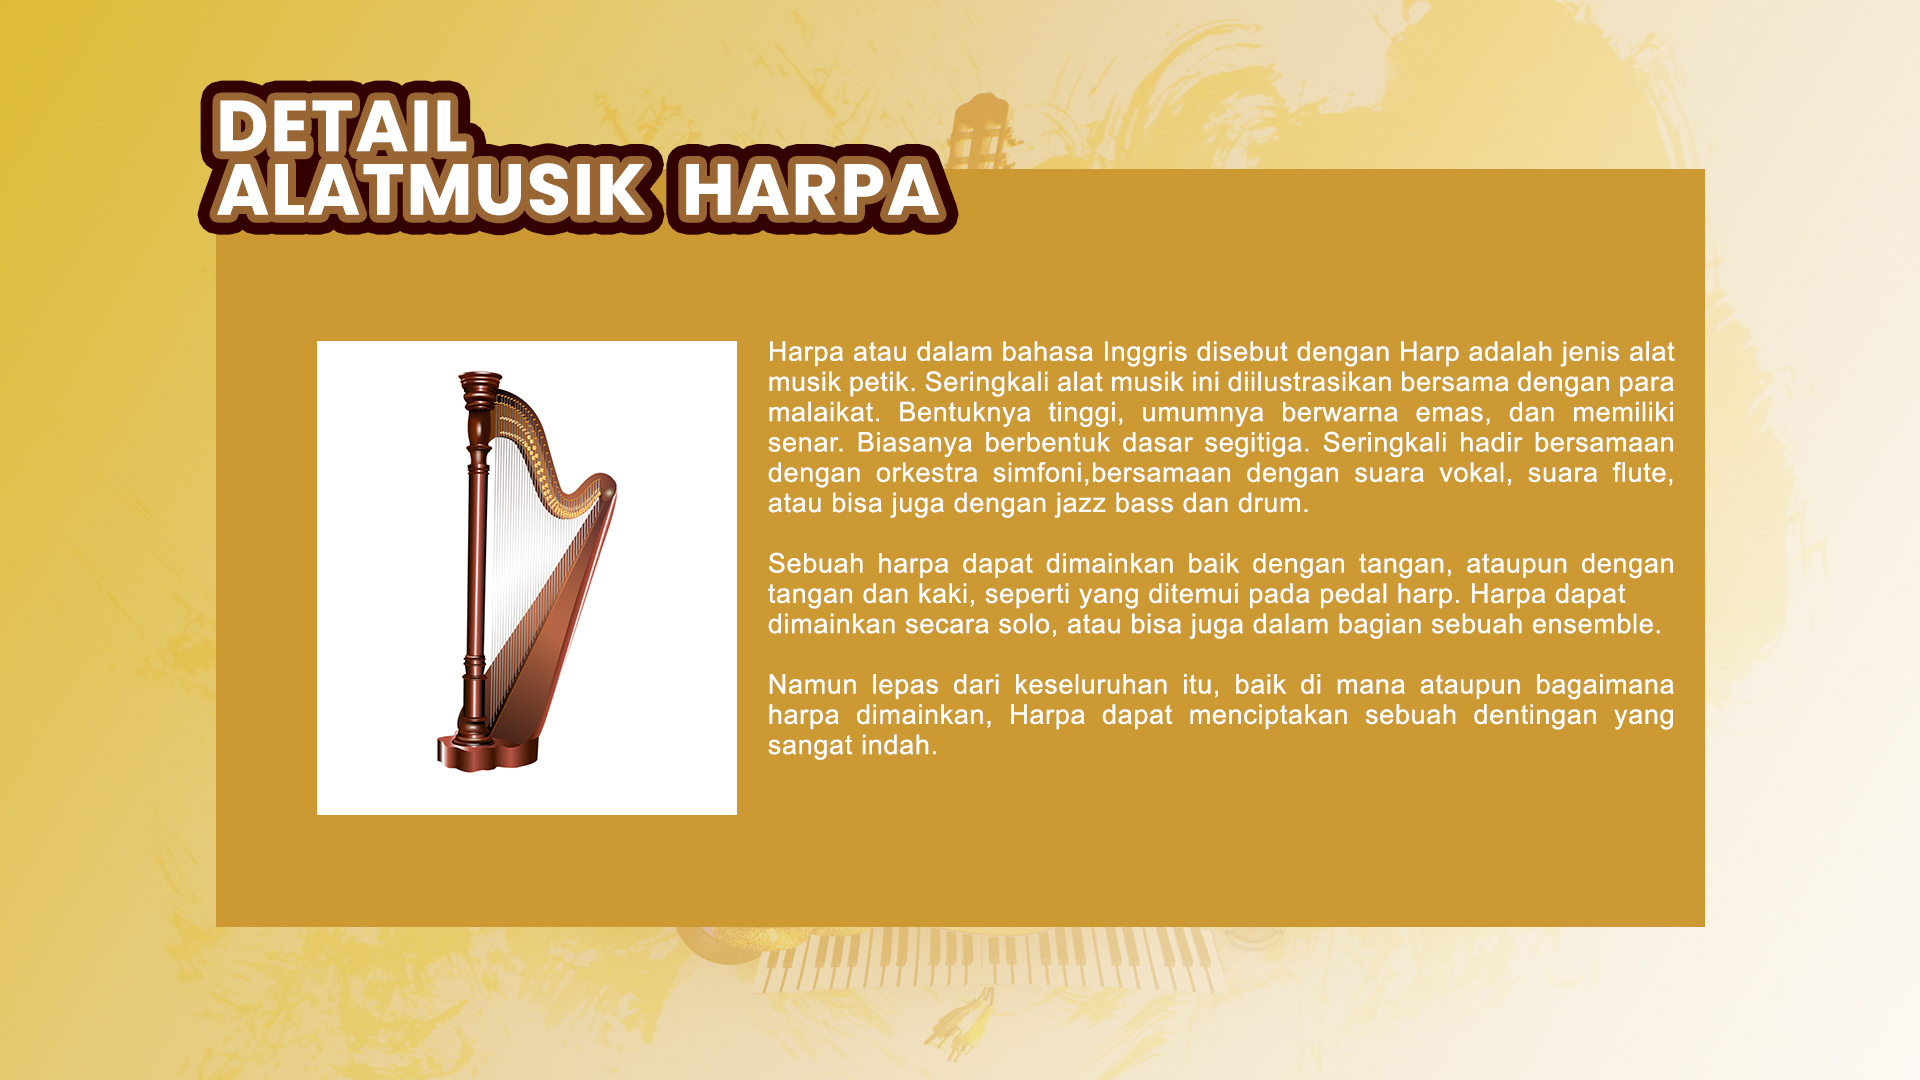 DETAIL
ALATMUSIK HARPA
Harpa atau dalam bahasa Inggris disebut dengan Harp adalah jenis alat
musik petik. Seringkali alat musik ini diilustrasikan bersama dengan para
malaikat. Bentuknya tinggi, umumnya berwarna emas, dan memiliki
senar. Biasanya berbentuk dasar segitiga. Seringkali hadir bersamaan
dengan orkestra simfoni,bersamaan dengan suara vokal, suara flute,
atau bisa juga dengan jazz bass dan drum.
Sebuah harpa dapat dimainkan baik dengan tangan, ataupun dengan
tangan dan kaki, seperti yang ditemui pada pedal harp. Harpa dapat
dimainkan secara solo, atau bisa juga dalam bagian sebuah ensemble.
Namun lepas dari keseluruhan itu, baik di mana ataupun bagaimana
harpa dimainkan, Harpa dapat menciptakan sebuah dentingan yang
sangat indah.